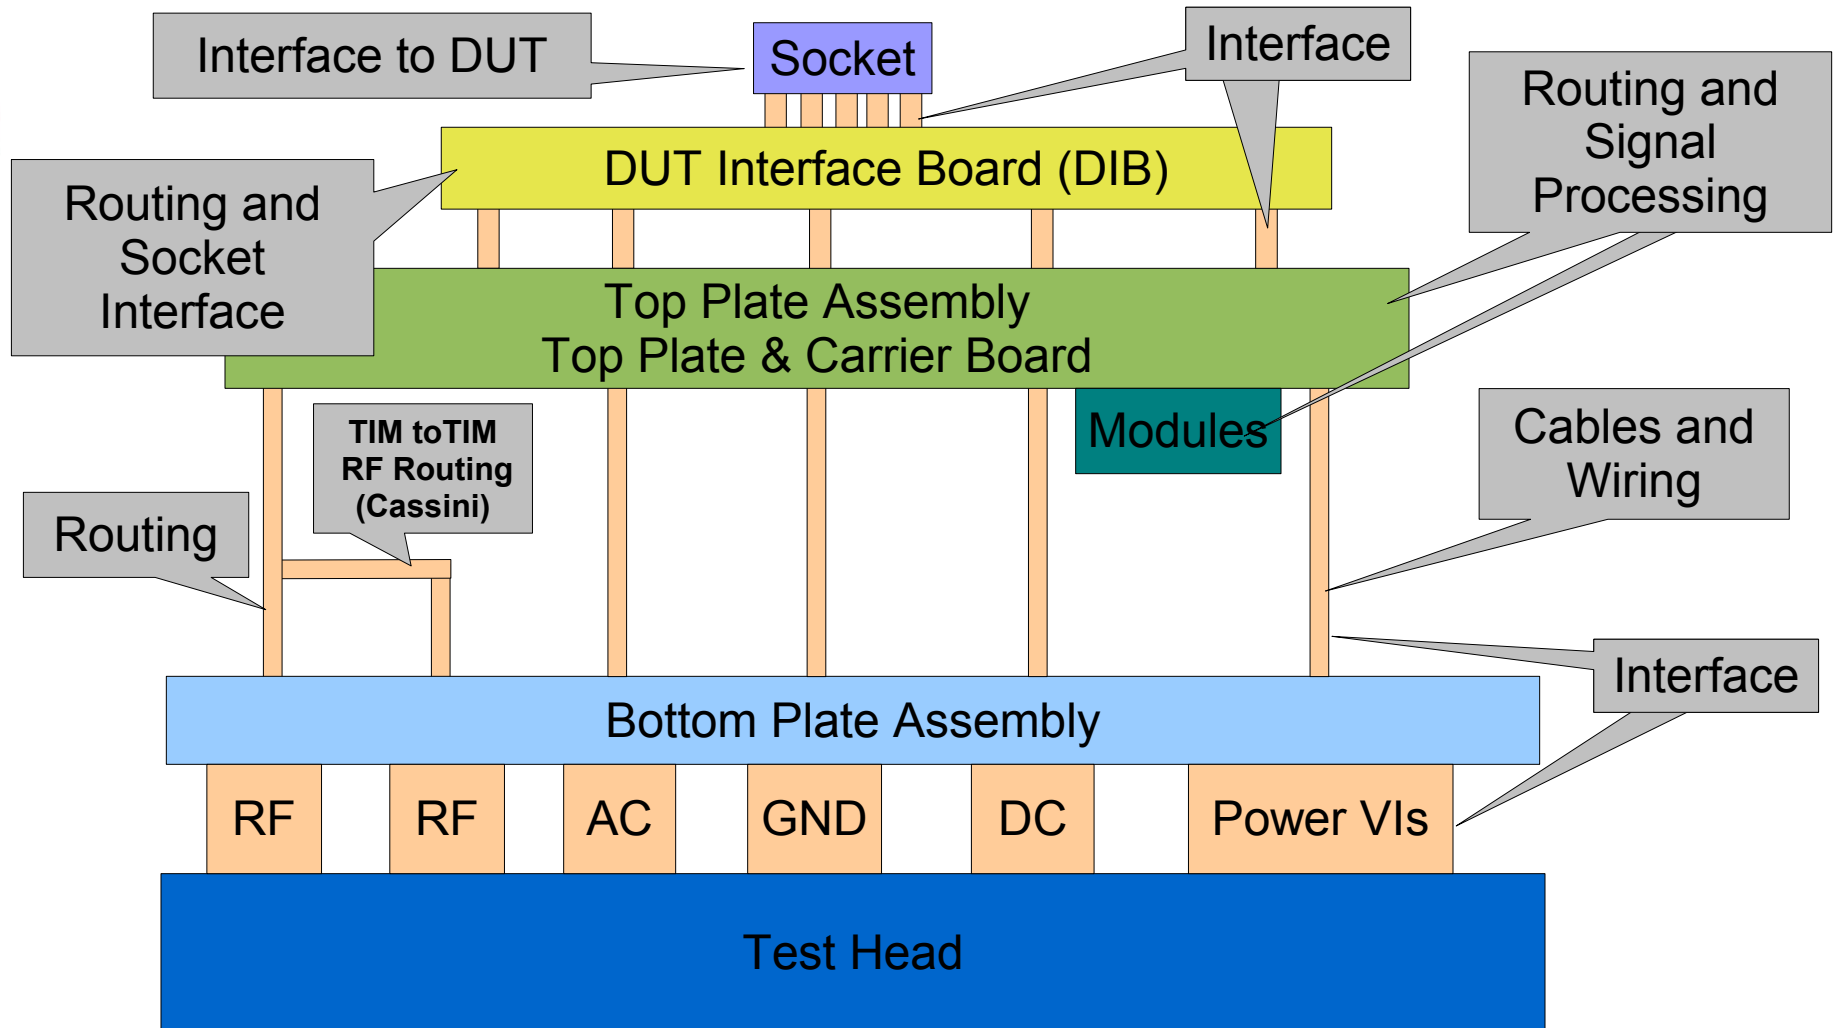 Interface to DUT
Socket
Interface
Routing and
Signal
Processing
DUT Interface Board (DIB)
Routing and
Socket
Interface
Top Plate Assembly
Top Plate & Carrier Board
Modules
TIM toTIM
RF Routing
(Cassini)
Cables and
Wiring
Routing
Interface
Bottom Plate Assembly
RF
RF
AC
GND
DC
Power VIs
Test Head